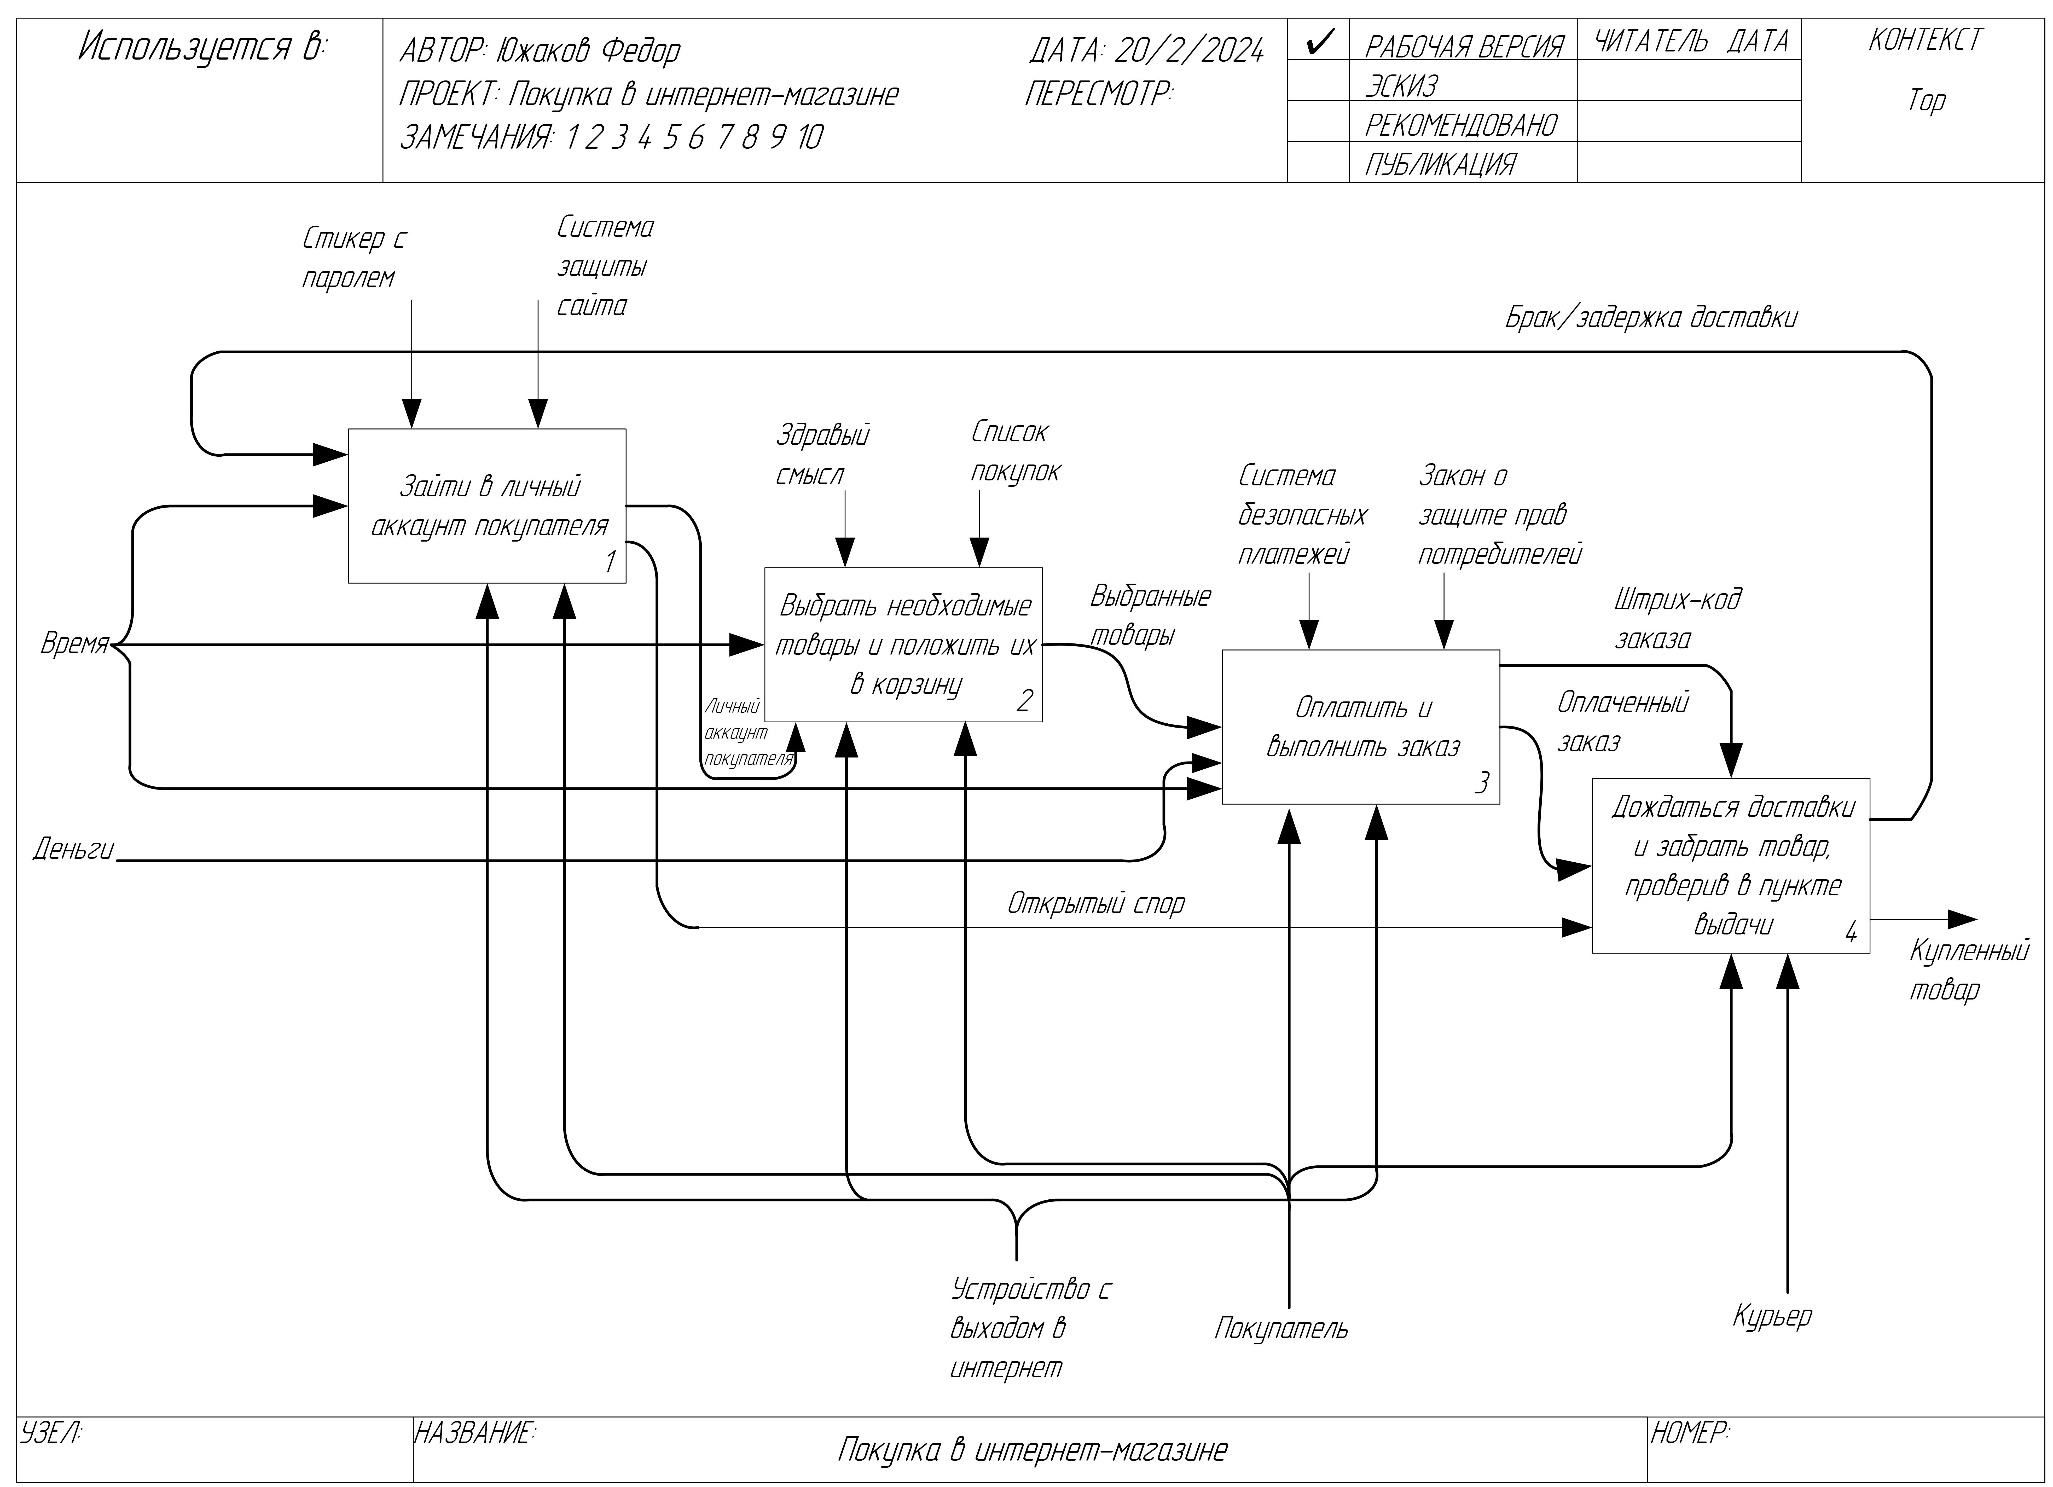 Используется в:
АВТОР: Южаков Федор
ДАТА: 20/2/2024
ПРОЕКТ: Покупка в интернет-магазине
ПЕРЕСМОТР:
ЗАМЕЧАНИЯ: 1 2 3 4 5 6 7 8 9 10
✓
РАБОЧАЯ ВЕРСИЯ
ЭСКИЗ
РЕКОМЕНДОВАНО
ПУБЛИКАЦИЯ
ЧИТАТЕЛЬ ДАТА
КОНТЕКСТ
Top
Стикер с
паролем
Система
защиты
сайта
Брак/задержка доставки
Зайти в личный
аккаунт покупателя
1
Здравый
смысл
Список
покупок
Система
безопасных
платежей
Закон о
защите прав
потребителей
Время
Выбрать необходимые
товары и положить их
в корзину
2
Выбранные
товары
Штрих-код
заказа
Личный
аккаунт
покупателя
Оплатить и
выполнить заказ
3
Оплаченный
заказ
Деньги
Дождаться доставки
и забрать товар,
проверив в пункте
выдачи
4
Открытый спор
Купленный
товар
Устройство с
выходом в
интернет
Покупатель
Курьер
УЗЕЛ:
НАЗВАНИЕ:
Покупка в интернет-магазине
НОМЕР: